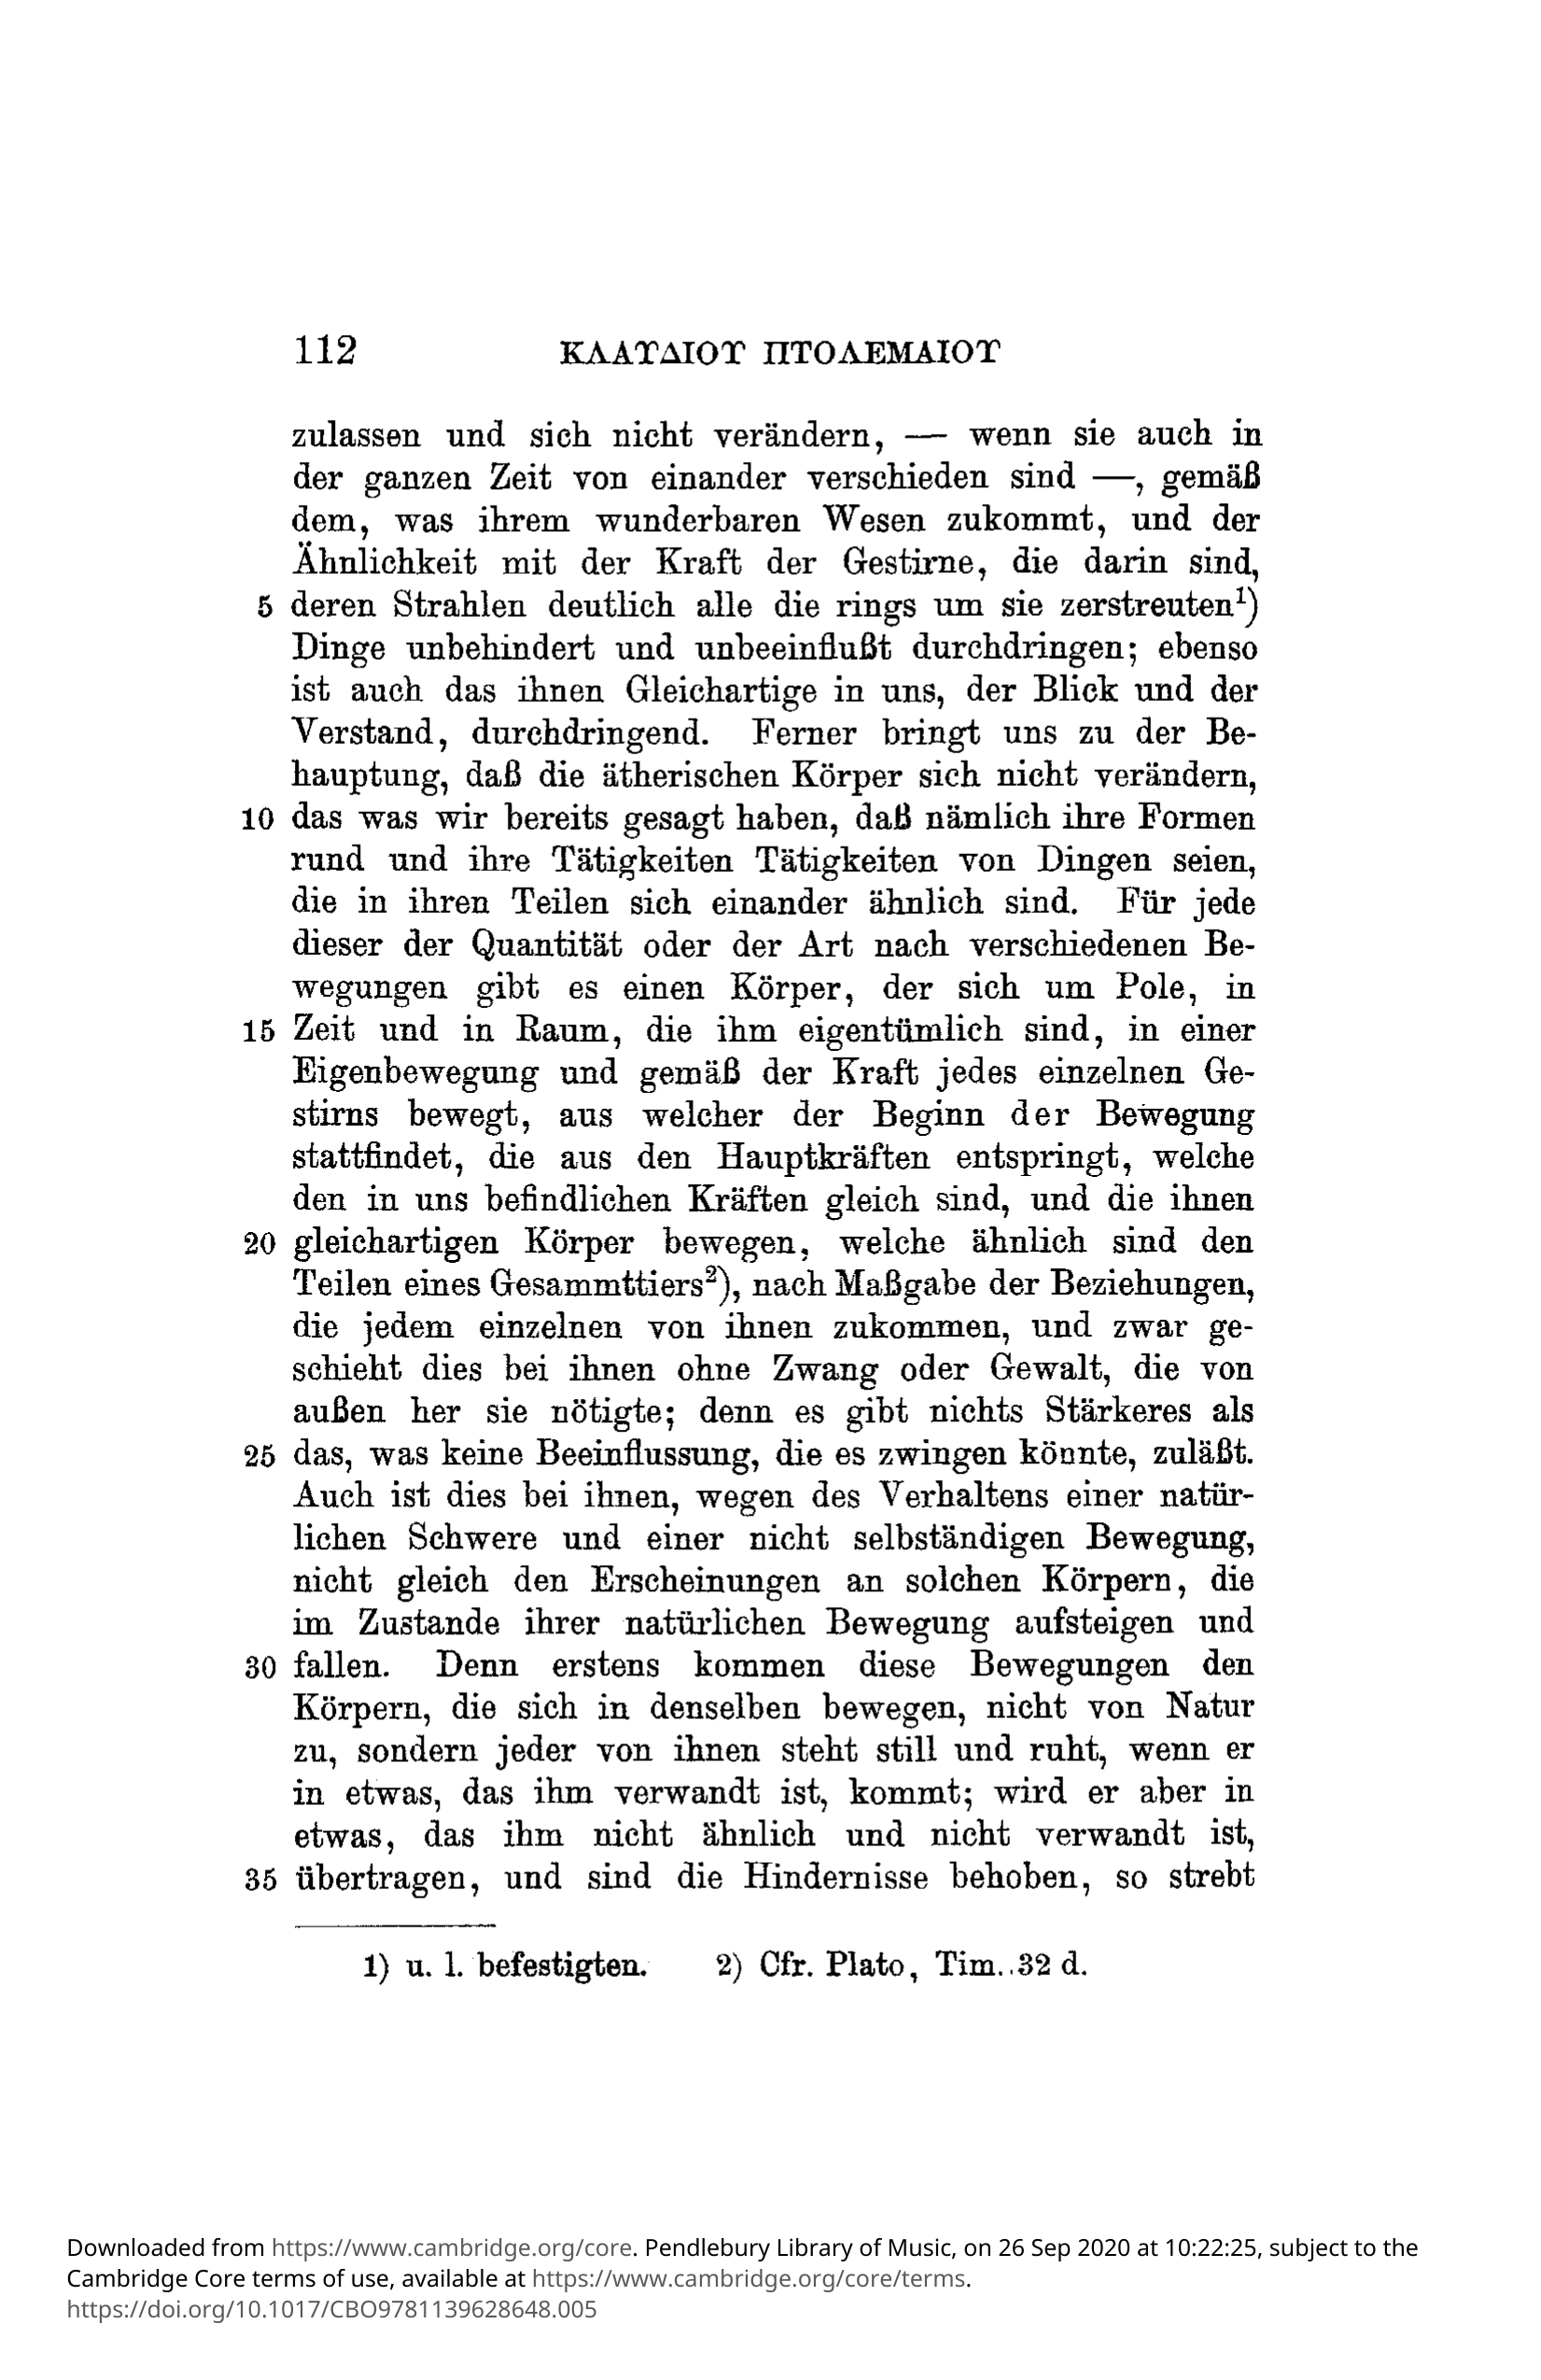 112 ΚΛΑΥΔΙΟΥ ΠΤΟΛΕΜΑΙΟΥ
zulassen und sich nicht verändern, — wenn sie auch in
der ganzen Zeit von einander verschieden sind —, gemäß
dem, was ihrem wunderbaren Wesen zukommt, und der
Ähnlichkeit mit der Kraft der Gestirne, die darin sind,
5 deren Strahlen deutlich alle die rings um sie zerstreuten¹)
Dinge unbehindert und unbeeinflußt durchdringen; ebenso
ist auch das ihnen Gleichartige in uns, der Blick und der
Verstand, durchdringend. Ferner bringt uns zu der Be-
hauptung, daß die ätherischen Körper sich nicht verändern,
10 das was wir bereits gesagt haben, daß nämlich ihre Formen
rund und ihre Tätigkeiten Tätigkeiten von Dingen seien,
die in ihren Teilen sich einander ähnlich sind. Für jede
dieser der Quantität oder der Art nach verschiedenen Be-
wegungen gibt es einen Körper, der sich um Pole, in
15 Zeit und in Raum, die ihm eigentümlich sind, in einer
Eigenbewegung und gemäß der Kraft jedes einzelnen Ge-
stirns bewegt, aus welcher der Beginn der Bewegung
stattfindet, die aus den Hauptkräften entspringt, welche
den in uns befindlichen Kräften gleich sind, und die ihnen
20 gleichartigen Körper bewegen, welche ähnlich sind den
Teilen eines Gesammttiers²), nach Maßgabe der Beziehungen,
die jedem einzelnen von ihnen zukommen, und zwar ge-
schieht dies bei ihnen ohne Zwang oder Gewalt, die von
außen her sie nötigte; denn es gibt nichts Stärkeres als
25 das, was keine Beeinflussung, die es zwingen könnte, zuläßt.
Auch ist dies bei ihnen, wegen des Verhaltens einer natür-
lichen Schwere und einer nicht selbständigen Bewegung,
nicht gleich den Erscheinungen an solchen Körpern, die
im Zustande ihrer natürlichen Bewegung aufsteigen und
30 fallen. Denn erstens kommen diese Bewegungen den
Körpern, die sich in denselben bewegen, nicht von Natur
zu, sondern jeder von ihnen steht still und ruht, wenn er
in etwas, das ihm verwandt ist, kommt; wird er aber in
etwas, das ihm nicht ähnlich und nicht verwandt ist,
35 übertragen, und sind die Hindernisse behoben, so strebt
1) u. l. befestigten. 2) Cfr. Plato, Tim. 32 d.
Downloaded from https://www.cambridge.org/core. Pendlebury Library of Music, on 26 Sep 2020 at 10:22:25, subject to the
Cambridge Core terms of use, available at https://www.cambridge.org/core/terms.
https://doi.org/10.1017/CBO9781139628648.005